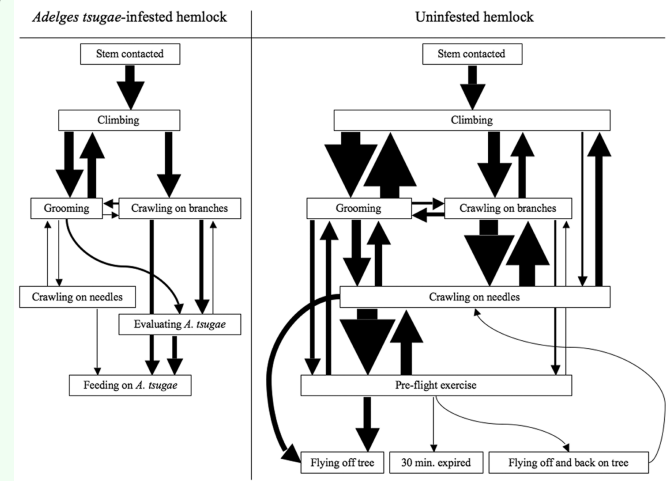 Adelges tsugae-infested hemlock
Uninfested hemlock
Stem contacted
Stem contacted
Climbing
Climbing
Grooming
Crawling on branches
Grooming
Crawling on branches
Crawling on needles
Crawling on needles
Evaluating A. tsugae
Feeding on A. tsugae
Pre-flight exercise
Flying off tree
30 min. expired
Flying off and back on tree